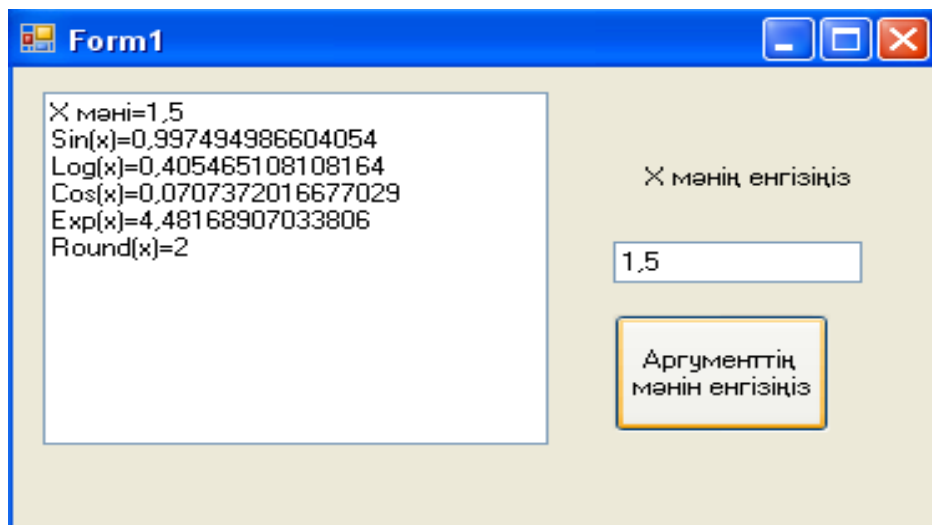 Form1
X мәні=1,5
Sin(x)=0,997494986604054
Log(x)=0,405465108108164
Cos(x)=0,0707372016677029
Exp(x)=4,48168907033806
Round(x)=2
X мәнің енгізіңіз
1,5
Аргументтің
мәнін енгізіңіз